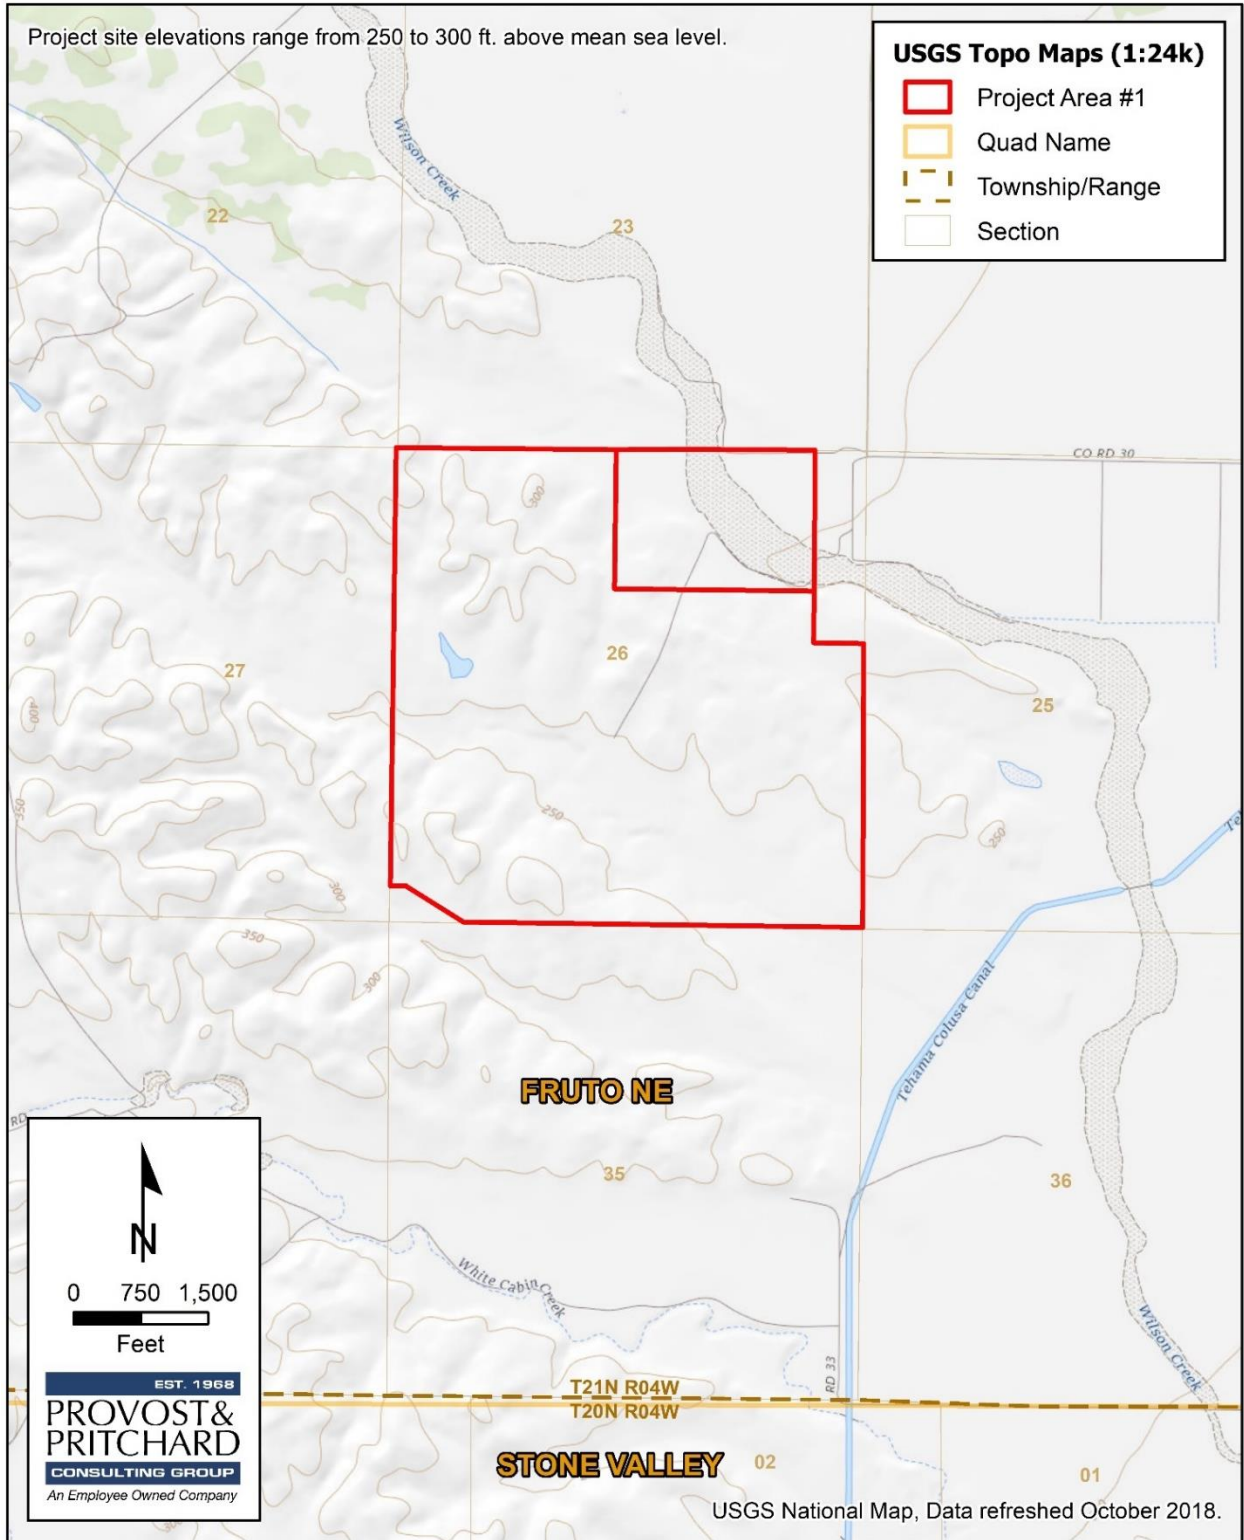 Project site elevations range from 250 to 300 ft. above mean sea level.
USGS Topo Maps (1:24k)
Project Area #1
Quad Name
Township/Range
Section
Wilson Creek
22
23
CO RD 30
300
26
27
25
400
350
250
250
300
350
300
Tehama Colusa Canal
FRUTO NE
RD
35
36
N
0 750 1,500
Feet
White Cabin Creek
Wilson Creek
RD 33
T21N R04W
T20N R04W
EST. 1968
PROVOST&
PRITCHARD
CONSULTING GROUP
An Employee Owned Company
STONE VALLEY
02
01
USGS National Map, Data refreshed October 2018.